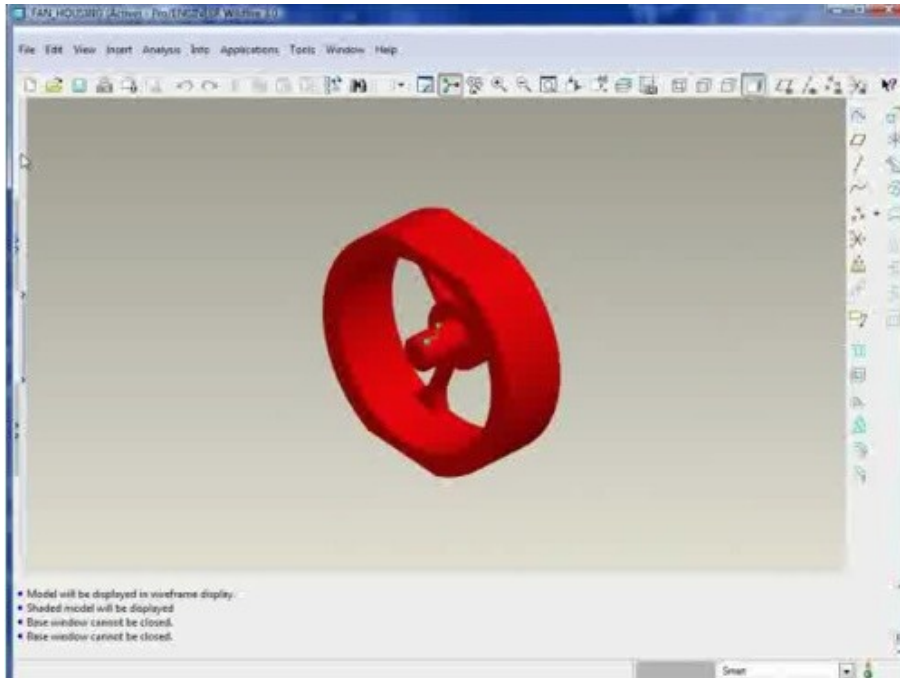 FAN_HOUSING (Active) - Pro/ENGINEER Wildfire 3.0
File Edit View Insert Analysis Info Applications Tools Window Help
• Model will be displayed in wireframe display.
• Shaded model will be displayed
• Base window cannot be closed.
• Base window cannot be closed.
Smart